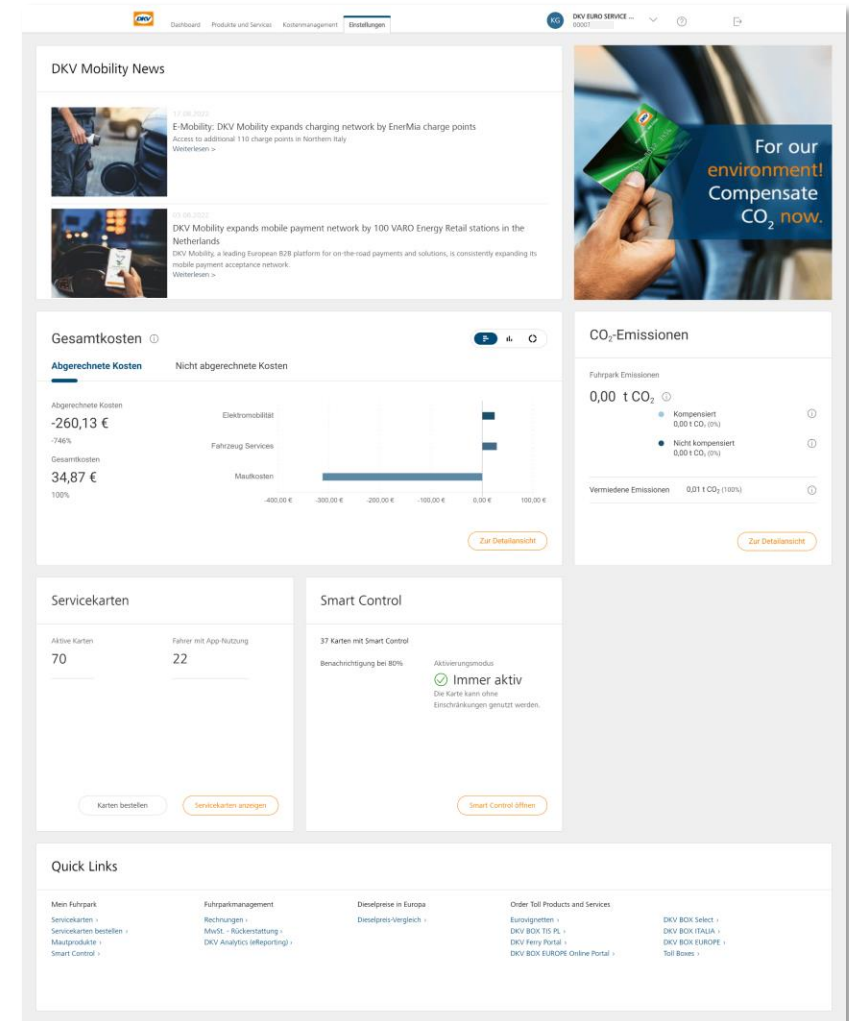 DKV
Dashboard Produkte und Services Kostenmanagement Einstellungen
KG
DKV EURO SERVICE ...
00007
DKV Mobility News
E-Mobility: DKV Mobility expands charging network by EnerMia charge points
Access to additional 110 charge points in Northern Italy
Weiterlesen >
DKV Mobility expands mobile payment network by 100 VARO Energy Retail stations in the
Netherlands
DKV Mobility, a leading European B2B platform for on-the-road payments and solutions, is consistently expanding its
mobile payment acceptance network.
Weiterlesen >
For our
environment!
Compensate
CO₂ now.
Gesamtkosten
Abgerechnete Kosten Nicht abgerechnete Kosten
Abgerechnete Kosten
-260,13 €
-746%
Gesamtkosten
34,87 €
100%
Elektromobilität
Fahrzeug Services
Mautkosten
-400,00 € -300,00 € -200,00 € -100,00 € 0,00 € 100,00 €
Zur Detailansicht
CO₂-Emissionen
Fuhrpark Emissionen
0,00 t CO₂
Kompensiert
0,00 t CO₂ (0%)
Nicht kompensiert
0,00 t CO₂ (0%)
Vermiedene Emissionen 0,01 t CO₂ (100%)
Zur Detailansicht
Servicekarten
Aktive Karten
70
Fahrer mit App-Nutzung
22
Karten bestellen
Servicekarten anzeigen
Smart Control
37 Karten mit Smart Control
Benachrichtigung bei 80%
Aktivierungsmodus
Immer aktiv
Die Karte kann ohne
Einschränkungen genutzt werden.
Smart Control öffnen
Quick Links
Mein Fuhrpark
Servicekarten ›
Servicekarten bestellen ›
Mautprodukte ›
Smart Control ›
Fuhrparkmanagement
Rechnungen ›
MwSt. - Rückerstattung ›
DKV Analytics (eReporting) ›
Dieselpreise in Europa
Dieselpreis-Vergleich ›
Order Toll Products and Services
Eurovignetten ›
DKV BOX TIS PL ›
DKV Ferry Portal ›
DKV BOX EUROPE Online Portal ›
DKV BOX Select ›
DKV BOX ITALIA ›
DKV BOX EUROPE ›
Toll Boxes ›